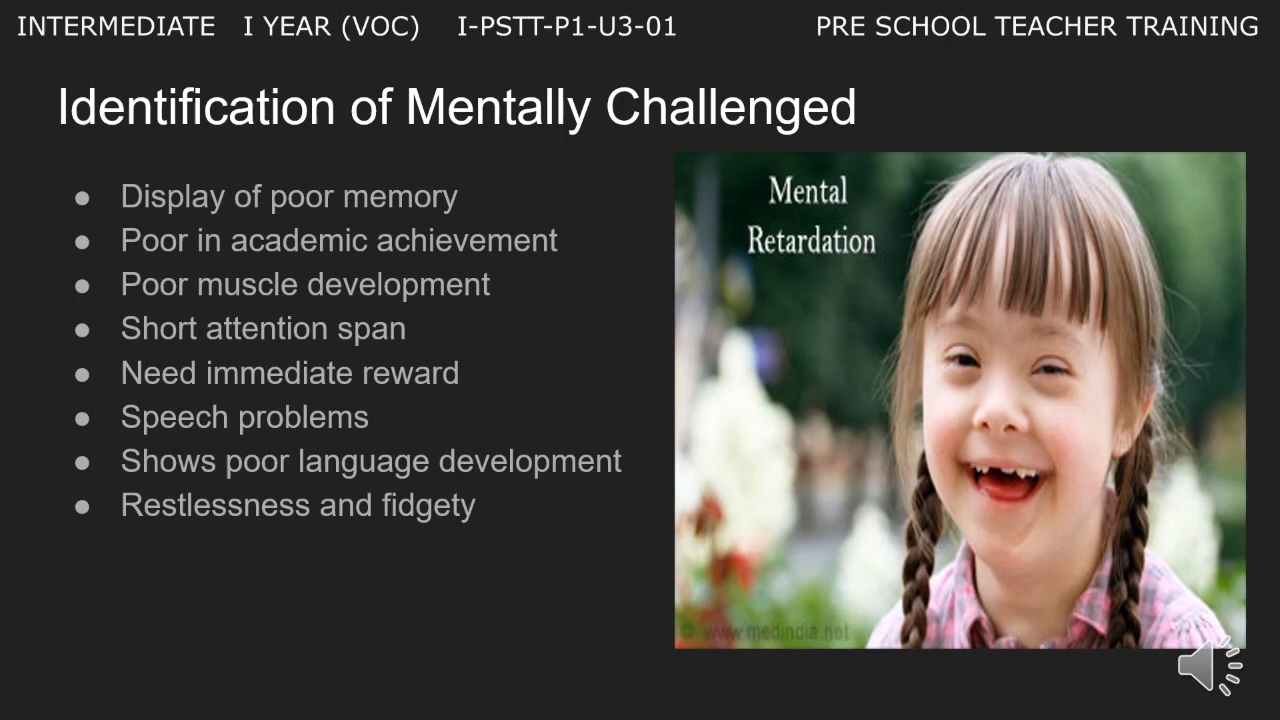 INTERMEDIATE I YEAR (VOC) I-PSTT-P1-U3-01 PRE SCHOOL TEACHER TRAINING
Identification of Mentally Challenged
● Display of poor memory
● Poor in academic achievement
● Poor muscle development
● Short attention span
● Need immediate reward
● Speech problems
● Shows poor language development
● Restlessness and fidgety
Mental
Retardation
© www.medindia.net